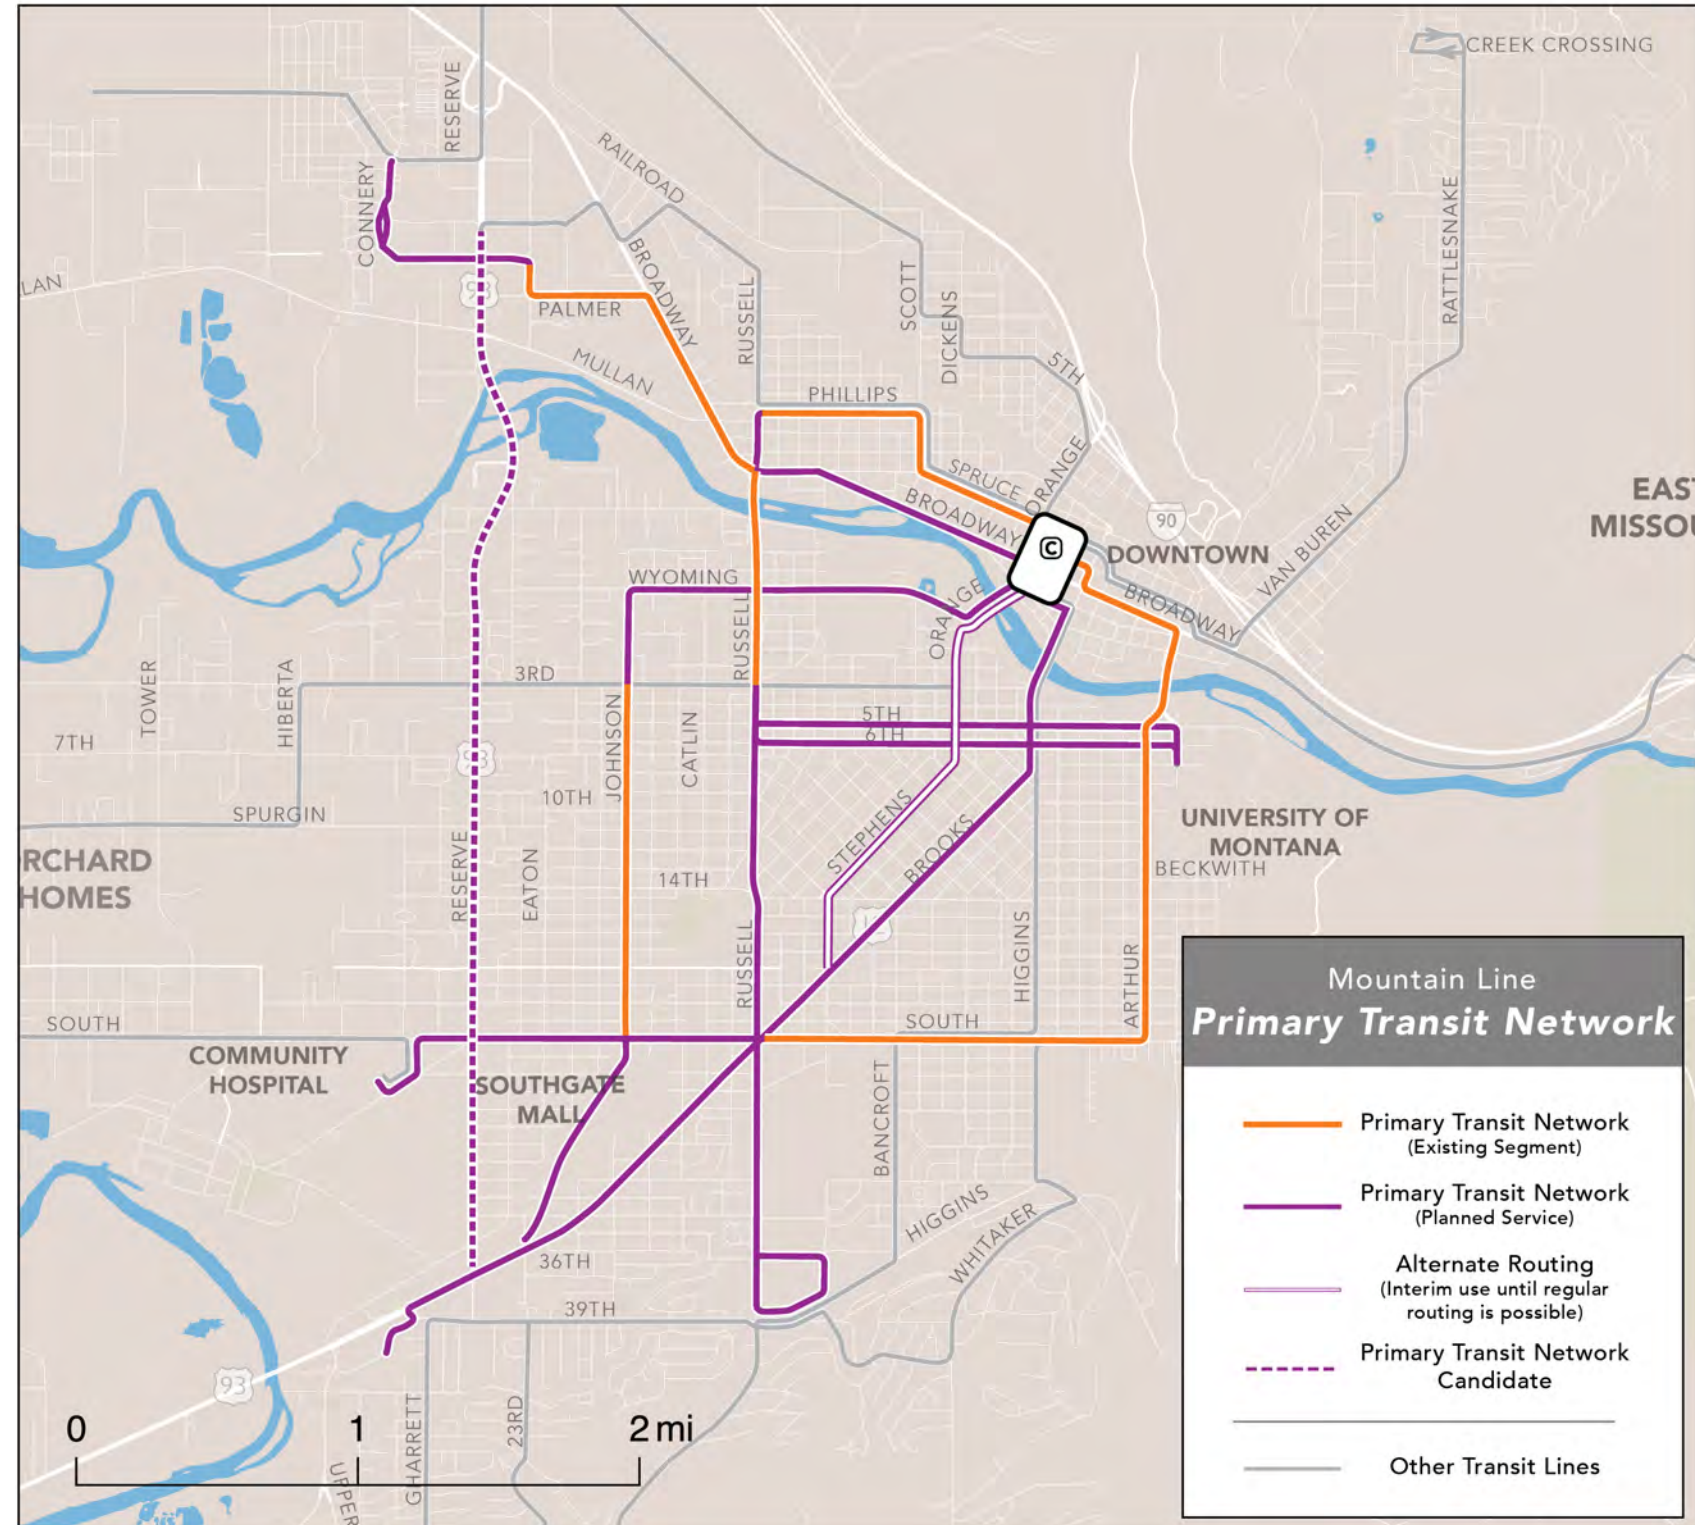 CREEK CROSSING
RESERVE
RAILROAD
CONNERY
RATTLESNAKE
BROADWAY
SCOTT
LAN
93
RUSSELL
DICKENS
PALMER
MULLAN
5TH
PHILLIPS
ORANGE
SPRUCE
BROADWAY
EAST
MISSOU
90
C
DOWNTOWN
VAN BUREN
WYOMING
ORANGE
BROADWAY
RUSSELL
3RD
TOWER
HIBERTA
JOHNSON
CATLIN
5TH
6TH
7TH
93
10TH
SPURGIN
STEPHENS
BROOKS
UNIVERSITY OF
MONTANA
BECKWITH
RCHARD
HOMES
RESERVE
EATON
14TH
12
RUSSELL
HIGGINS
ARTHUR
SOUTH
SOUTH
COMMUNITY
HOSPITAL
SOUTHGATE
MALL
BANCROFT
HIGGINS
WHITAKER
36TH
39TH
93
GHARRETT
23RD
UPPER
0 1 2 mi
Mountain Line
Primary Transit Network
Primary Transit Network
(Existing Segment)
Primary Transit Network
(Planned Service)
Alternate Routing
(Interim use until regular
routing is possible)
Primary Transit Network
Candidate
Other Transit Lines